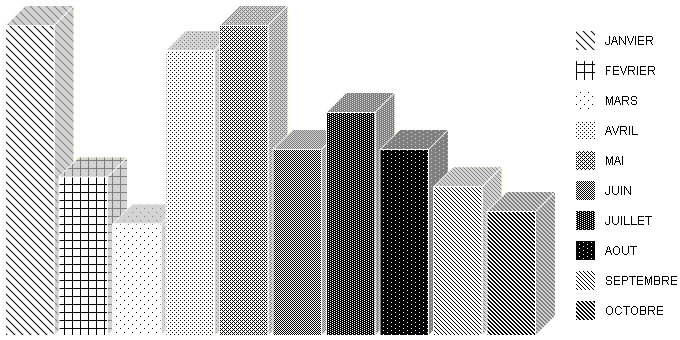 JANVIER
FEVRIER
MARS
AVRIL
MAI
JUIN
JUILLET
AOUT
SEPTEMBRE
OCTOBRE